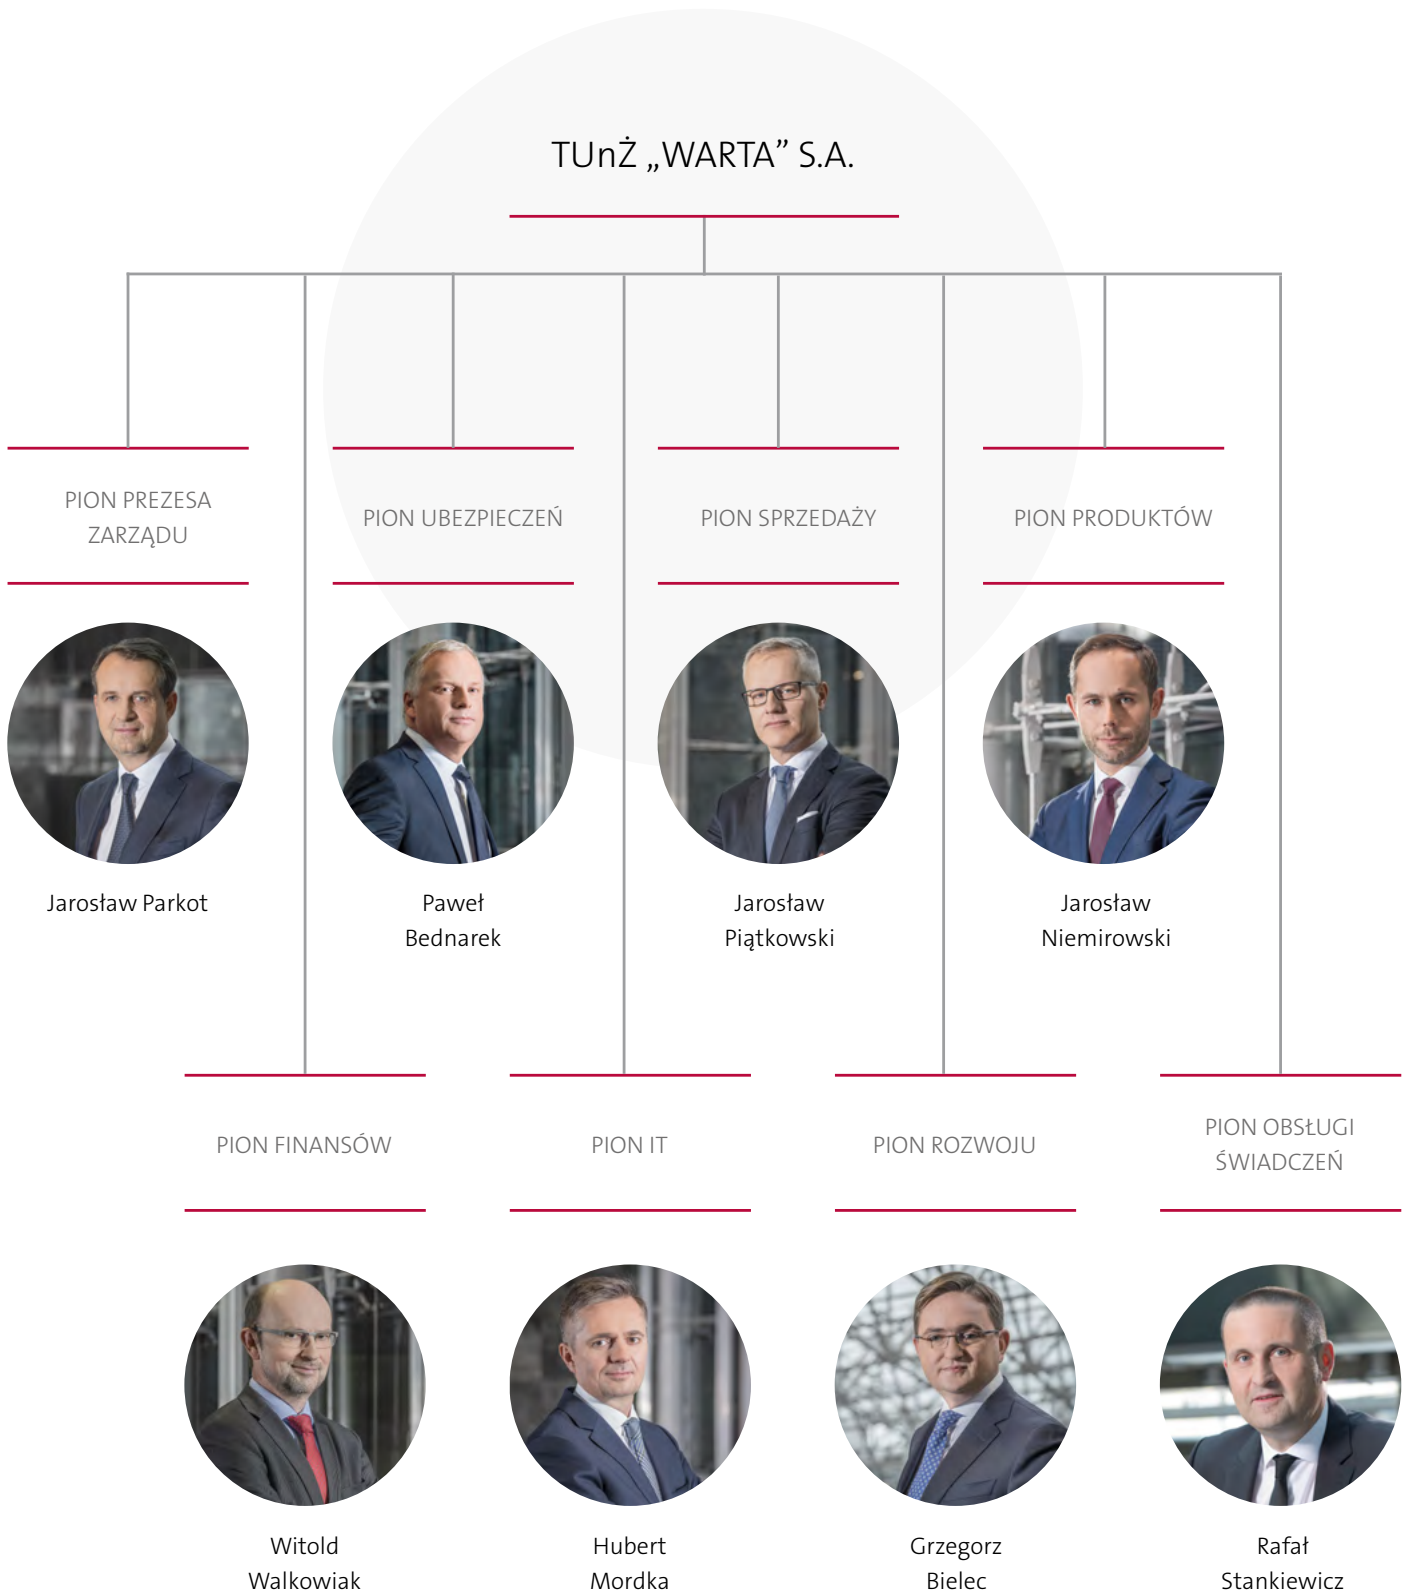 TUnŻ „WARTA” S.A.
PION PREZESA
ZARZĄDU
PION UBEZPIECZEŃ
PION SPRZEDAŻY
PION PRODUKTÓW
Jarosław Parkot
Paweł
Bednarek
Jarosław
Piątkowski
Jarosław
Niemirowski
PION FINANSÓW
PION IT
PION ROZWOJU
PION OBSŁUGI
ŚWIADCZEŃ
Witold
Walkowiak
Hubert
Mordka
Grzegorz
Bielec
Rafał
Stankiewicz